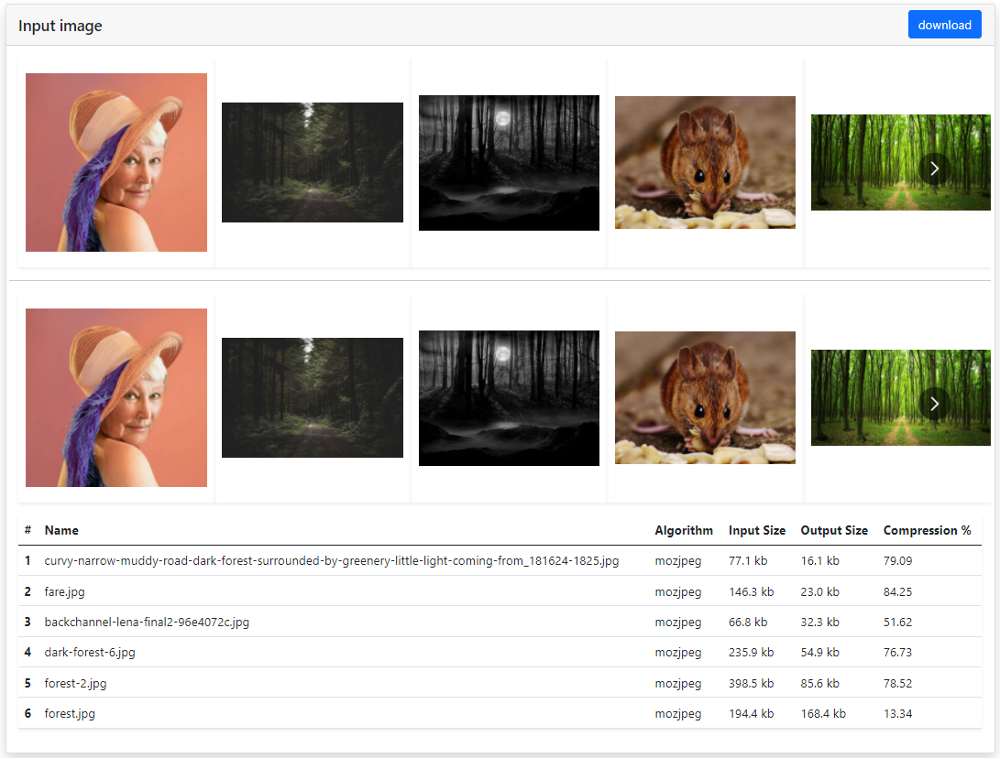 Input image
download
# Name Algorithm Input Size Output Size Compression %
1 curvy-narrow-muddy-road-dark-forest-surrounded-by-greenery-little-light-coming-from_181624-1825.jpg mozjpeg 77.1 kb 16.1 kb 79.09
2 fare.jpg mozjpeg 146.3 kb 23.0 kb 84.25
3 backchannel-lena-final2-96e4072c.jpg mozjpeg 66.8 kb 32.3 kb 51.62
4 dark-forest-6.jpg mozjpeg 235.9 kb 54.9 kb 76.73
5 forest-2.jpg mozjpeg 398.5 kb 85.6 kb 78.52
6 forest.jpg mozjpeg 194.4 kb 168.4 kb 13.34